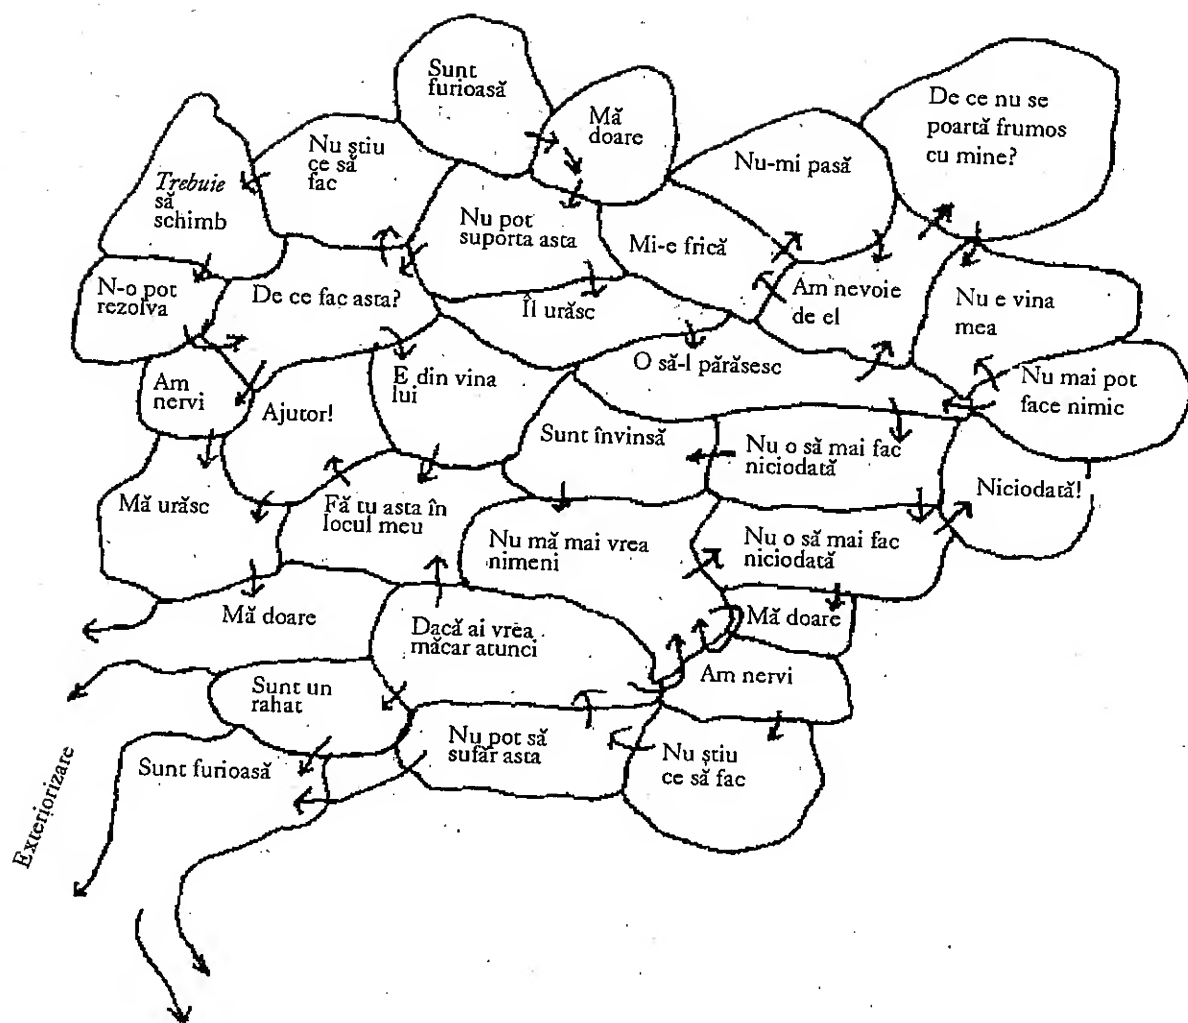 Sunt
furioasă
Mă
doare
De ce nu se
poartă frumos
cu mine?
Nu știu
ce să
fac
Nu-mi pasă
Trebuie
să
schimb
Nu pot
suporta asta
Mi-e frică
N-o pot
rezolva
De ce fac asta?
Îl urăsc
Am nevoie
de el
Nu e vina
mea
Am
nervi
Ajutor!
E din vina
lui
O să-l părăsesc
Nu mai pot
face nimic
Sunt învinsă
Nu o să mai fac
niciodată
Niciodată!
Mă urăsc
Fă tu asta în
locul meu
Nu mă mai vrea
nimeni
Nu o să mai fac
niciodată
Mă doare
Dacă ai vrea
măcar atunci
Mă doare
Am nervi
Sunt un
rahat
Nu pot să
sufăr asta
Nu știu
ce să fac
Sunt furioasă
Exteriorizare